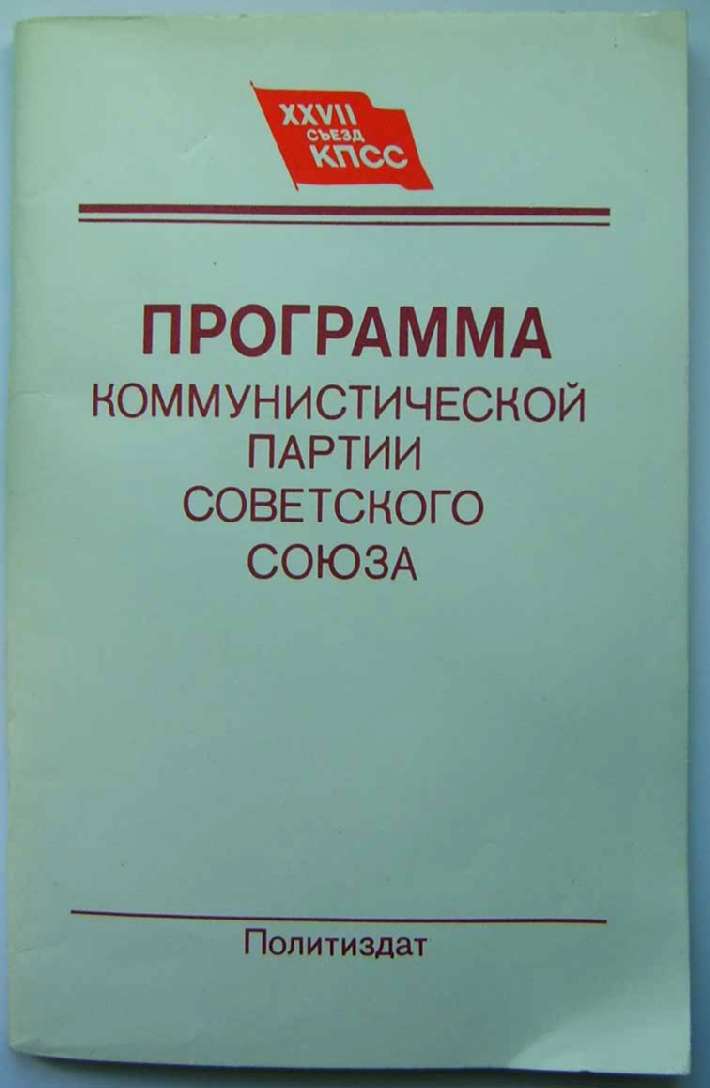 XXVII
СЪЕЗД
КПСС
ПРОГРАММА
КОММУНИСТИЧЕСКОЙ
ПАРТИИ
СОВЕТСКОГО
СОЮЗА
Политиздат